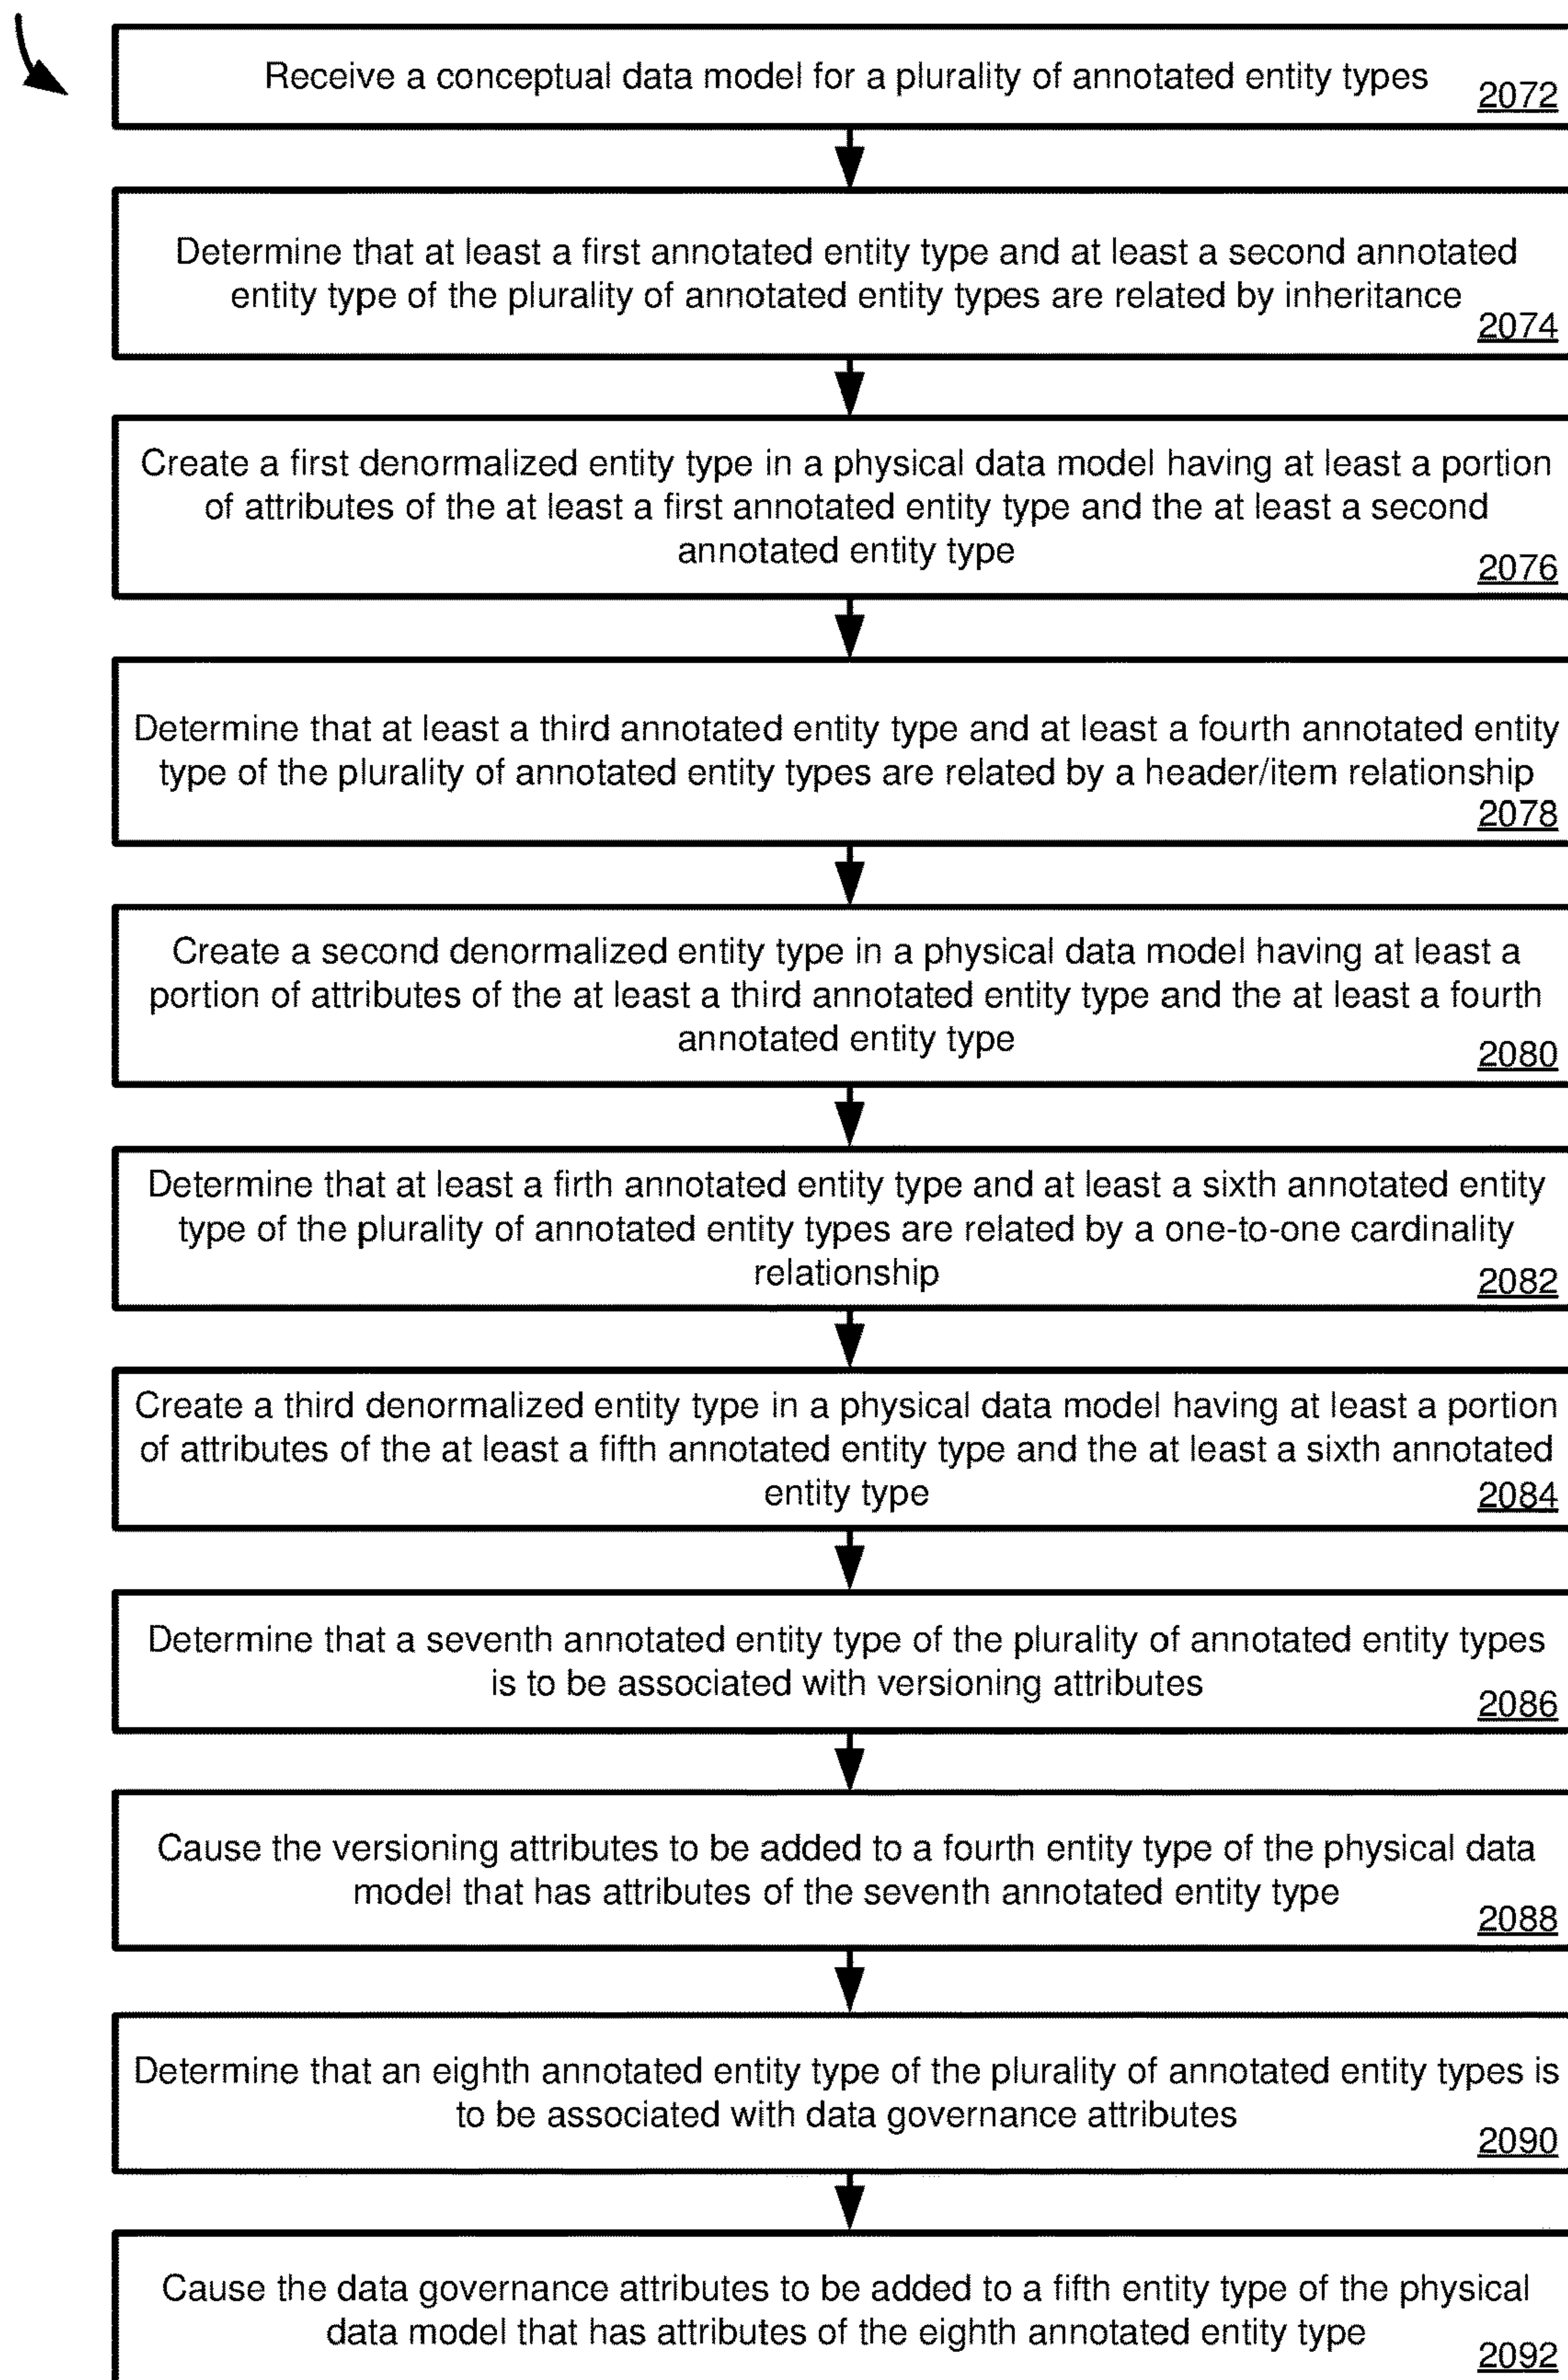 Receive a conceptual data model for a plurality of annotated entity types
2072
Determine that at least a first annotated entity type and at least a second annotated
entity type of the plurality of annotated entity types are related by inheritance
2074
Create a first denormalized entity type in a physical data model having at least a portion
of attributes of the at least a first annotated entity type and the at least a second
annotated entity type
2076
Determine that at least a third annotated entity type and at least a fourth annotated entity
type of the plurality of annotated entity types are related by a header/item relationship
2078
Create a second denormalized entity type in a physical data model having at least a
portion of attributes of the at least a third annotated entity type and the at least a fourth
annotated entity type
2080
Determine that at least a firth annotated entity type and at least a sixth annotated entity
type of the plurality of annotated entity types are related by a one-to-one cardinality
relationship
2082
Create a third denormalized entity type in a physical data model having at least a portion
of attributes of the at least a fifth annotated entity type and the at least a sixth annotated
entity type
2084
Determine that a seventh annotated entity type of the plurality of annotated entity types
is to be associated with versioning attributes
2086
Cause the versioning attributes to be added to a fourth entity type of the physical data
model that has attributes of the seventh annotated entity type
2088
Determine that an eighth annotated entity type of the plurality of annotated entity types is
to be associated with data governance attributes
2090
Cause the data governance attributes to be added to a fifth entity type of the physical
data model that has attributes of the eighth annotated entity type
2092